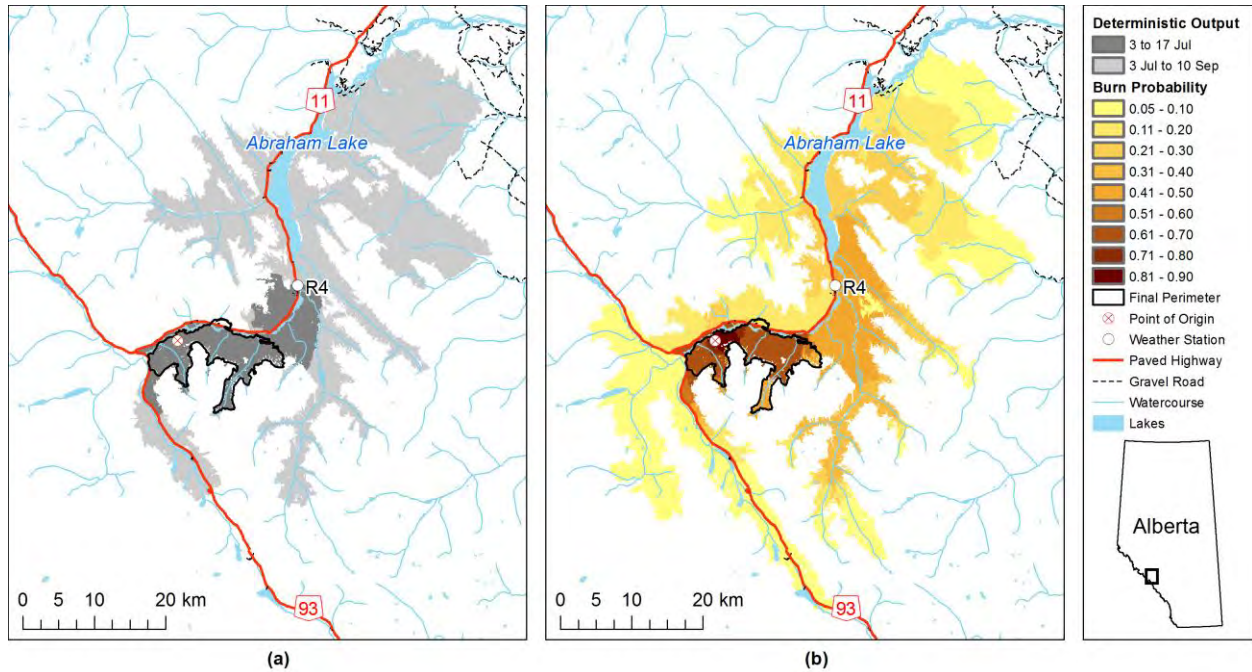 11
Abraham Lake
R4
0 5 10 20 km
93
(a)
11
Abraham Lake
R4
0 5 10 20 km
93
(b)
Deterministic Output
3 to 17 Jul
3 Jul to 10 Sep
Burn Probability
0.05 - 0.10
0.11 - 0.20
0.21 - 0.30
0.31 - 0.40
0.41 - 0.50
0.51 - 0.60
0.61 - 0.70
0.71 - 0.80
0.81 - 0.90
Final Perimeter
Point of Origin
Weather Station
Paved Highway
Gravel Road
Watercourse
Lakes
Alberta